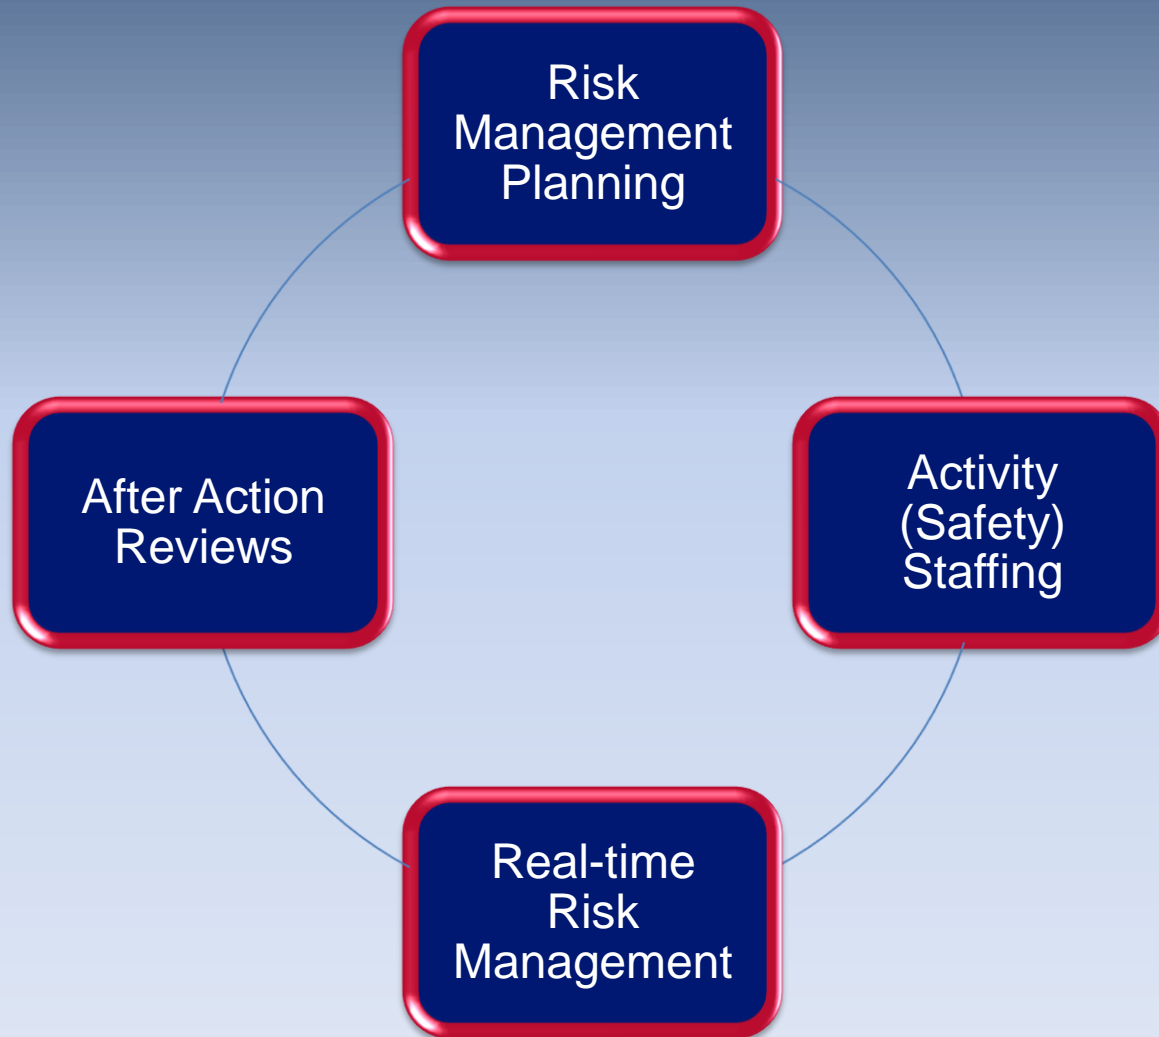 Risk
Management
Planning
After Action
Reviews
Activity
(Safety)
Staffing
Real-time
Risk
Management